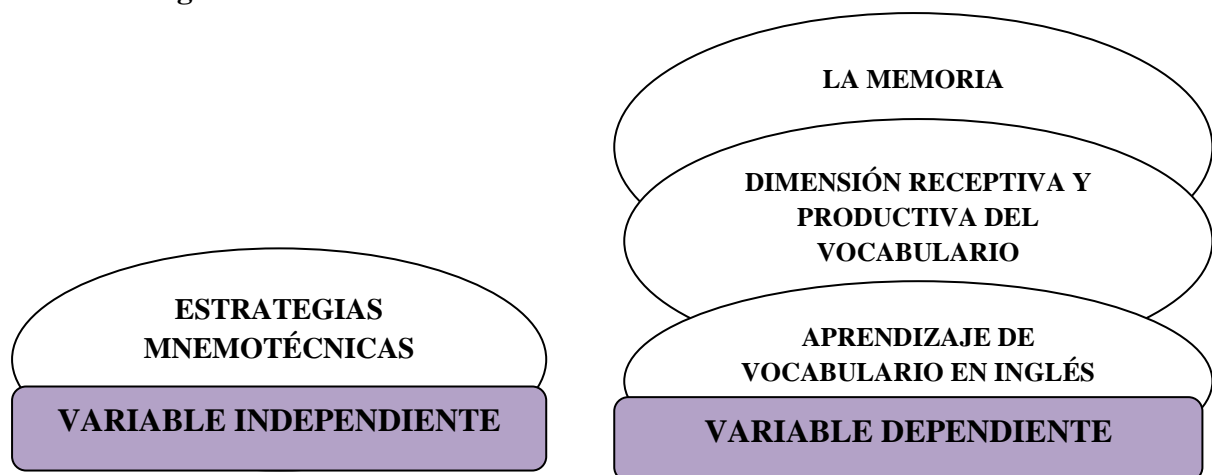 LA MEMORIA
DIMENSIÓN RECEPTIVA Y
PRODUCTIVA DEL
VOCABULARIO
APRENDIZAJE DE
VOCABULARIO EN INGLÉS
VARIABLE DEPENDIENTE
ESTRATEGIAS
MNEMOTÉCNICAS
VARIABLE INDEPENDIENTE